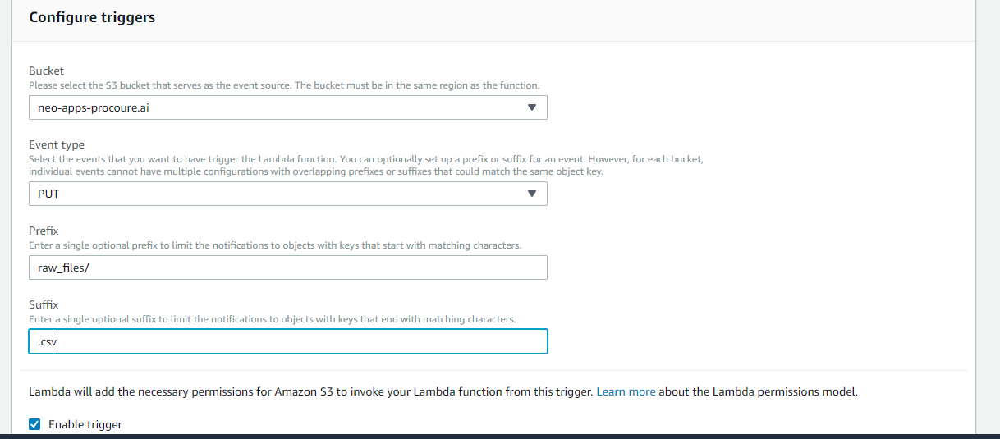 Configure triggers
Bucket
Please select the S3 bucket that serves as the event source. The bucket must be in the same region as the function.
neo-apps-procoure.ai
Event type
Select the events that you want to have trigger the Lambda function. You can optionally set up a prefix or suffix for an event. However, for each bucket,
individual events cannot have multiple configurations with overlapping prefixes or suffixes that could match the same object key.
PUT
Prefix
Enter a single optional prefix to limit the notifications to objects with keys that start with matching characters.
raw_files/
Suffix
Enter a single optional suffix to limit the notifications to objects with keys that end with matching characters.
.csv
Lambda will add the necessary permissions for Amazon S3 to invoke your Lambda function from this trigger. Learn more about the Lambda permissions model.
Enable trigger